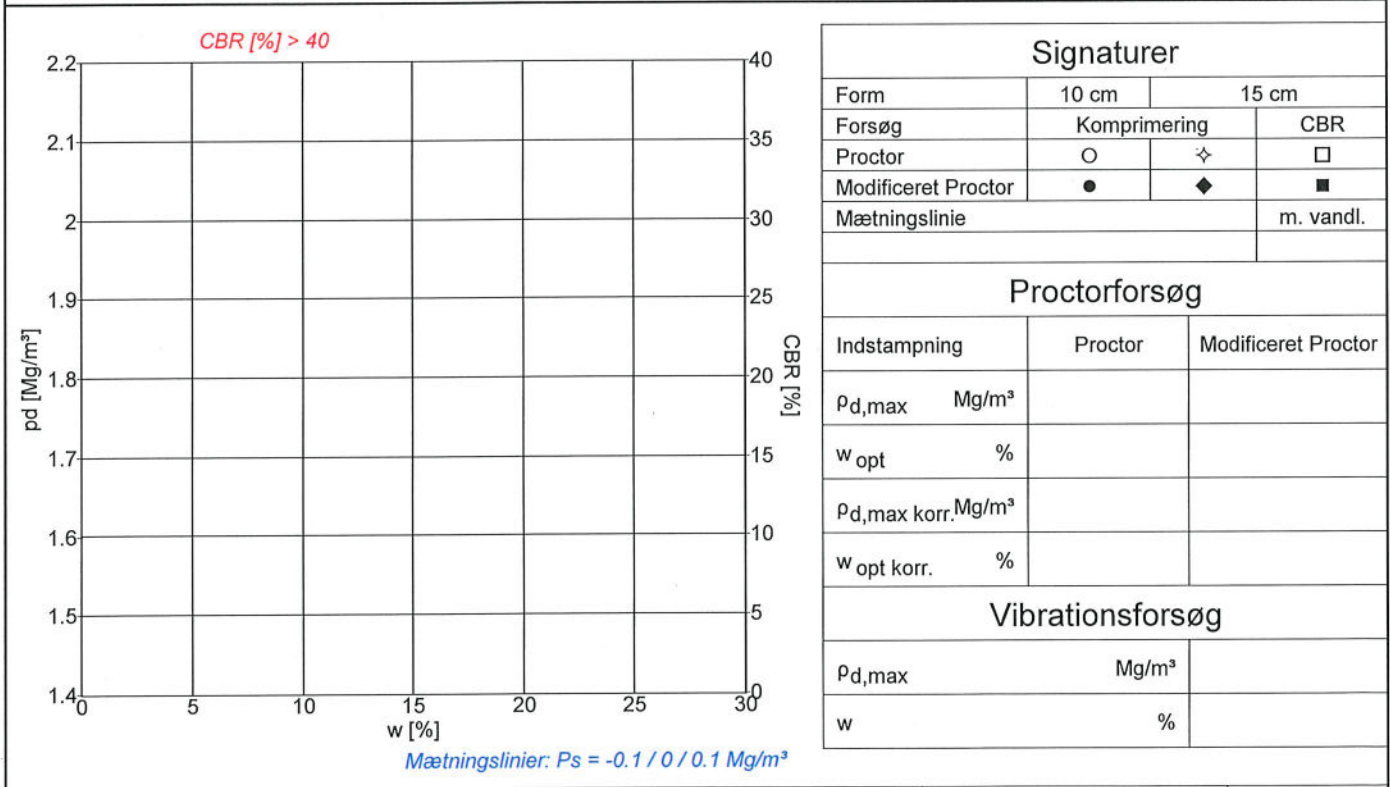 CBR [%] > 40
2.2
2.1
2
1.9
1.8
1.7
1.6
1.5
1.4
pd [Mg/m³]
40
35
30
25
20
15
10
5
0
CBR [%]
0 5 10 15 20 25 30
w [%]
Mætningslinier: Ps = -0.1 / 0 / 0.1 Mg/m³
Signaturer
Form 10 cm 15 cm
Forsøg Komprimering CBR
Proctor
Modificeret Proctor
Mætningslinie m. vandl.
Proctorforsøg
Indstampning Proctor Modificeret Proctor
ρd,max Mg/m³
w opt %
ρd,max korr. Mg/m³
w opt korr. %
Vibrationsforsøg
ρd,max Mg/m³
w %